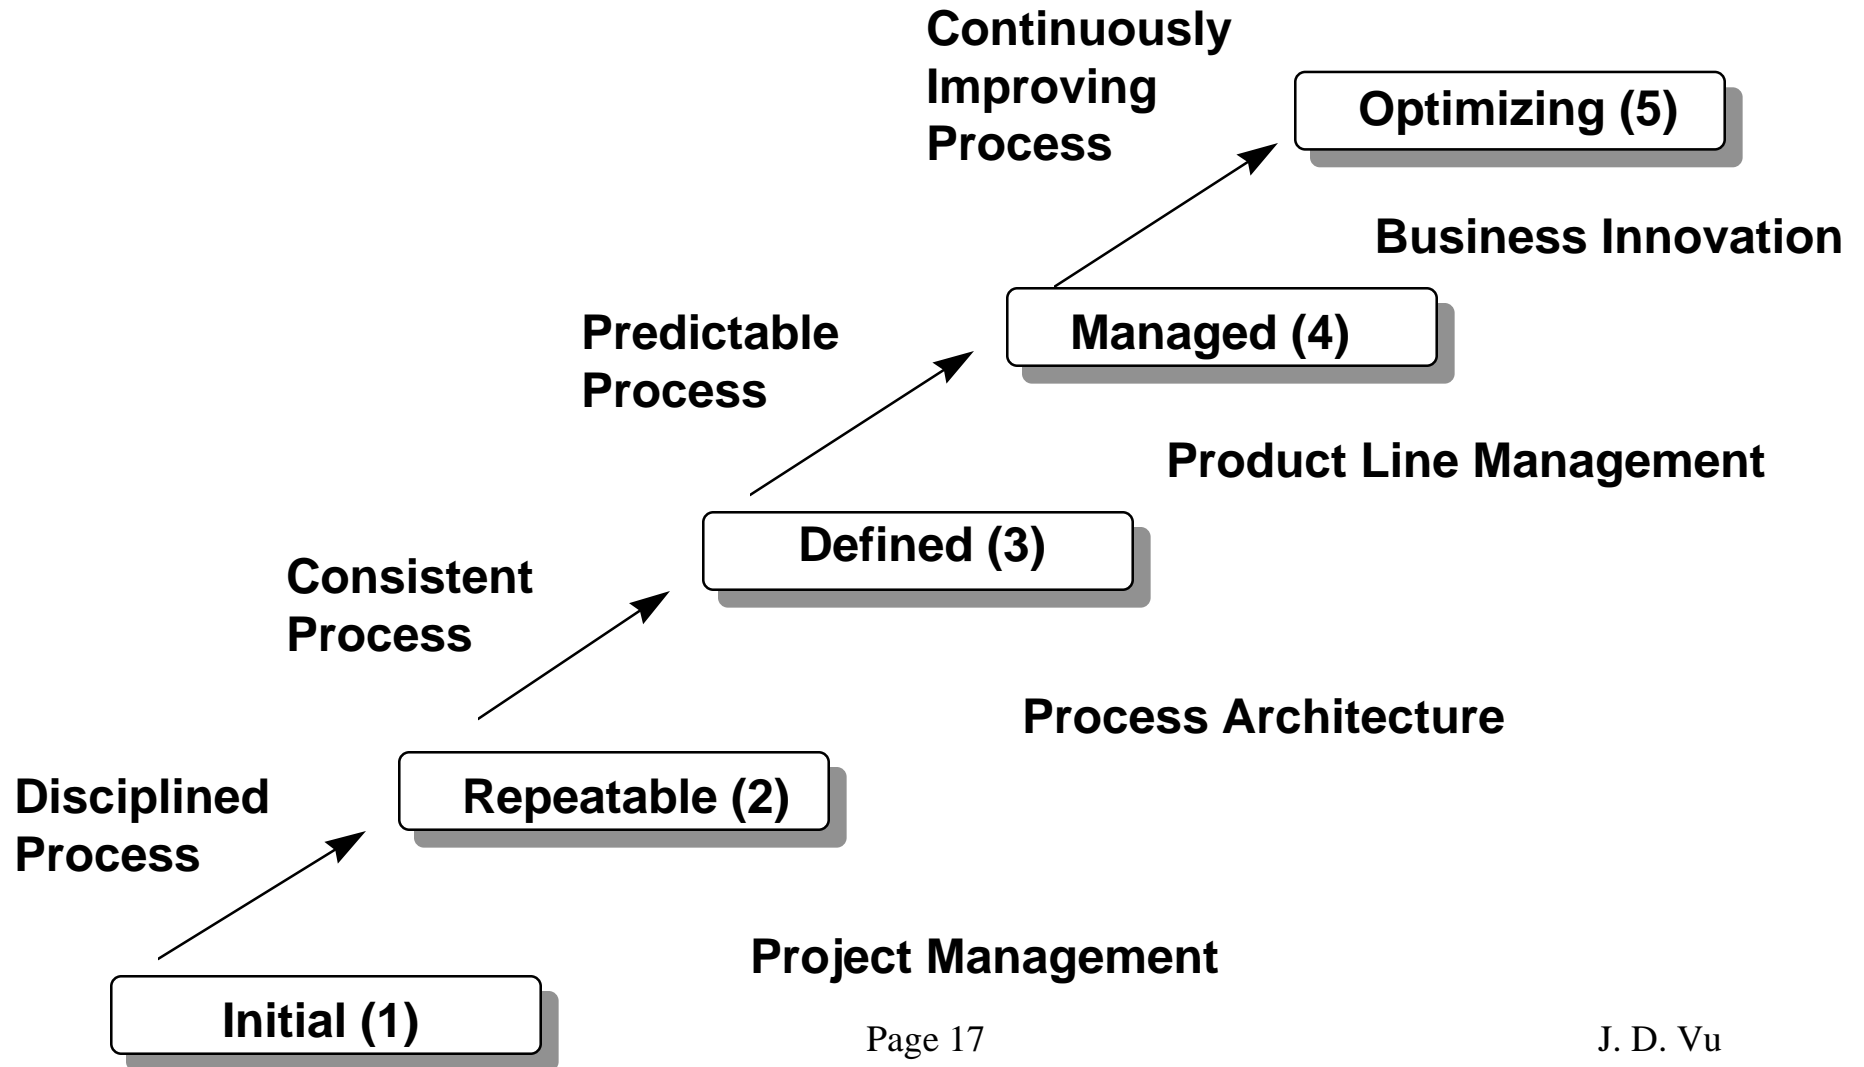 Continuously
Improving
Process
Optimizing (5)
Business Innovation
Predictable
Process
Managed (4)
Product Line Management
Defined (3)
Consistent
Process
Process Architecture
Disciplined
Process
Repeatable (2)
Project Management
Initial (1)
Page 17
J. D. Vu